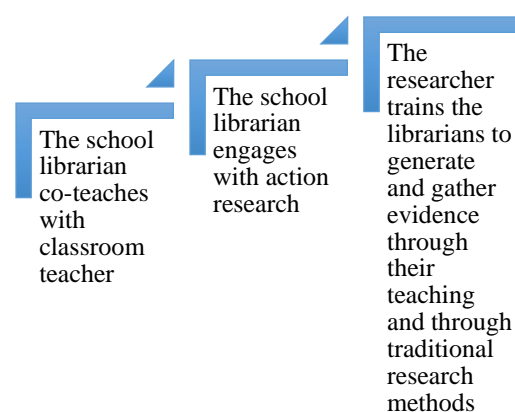 The school
librarian
co-teaches
with
classroom
teacher
The school
librarian
engages
with action
research
The
researcher
trains the
librarians to
generate
and gather
evidence
through
their
teaching
and through
traditional
research
methods